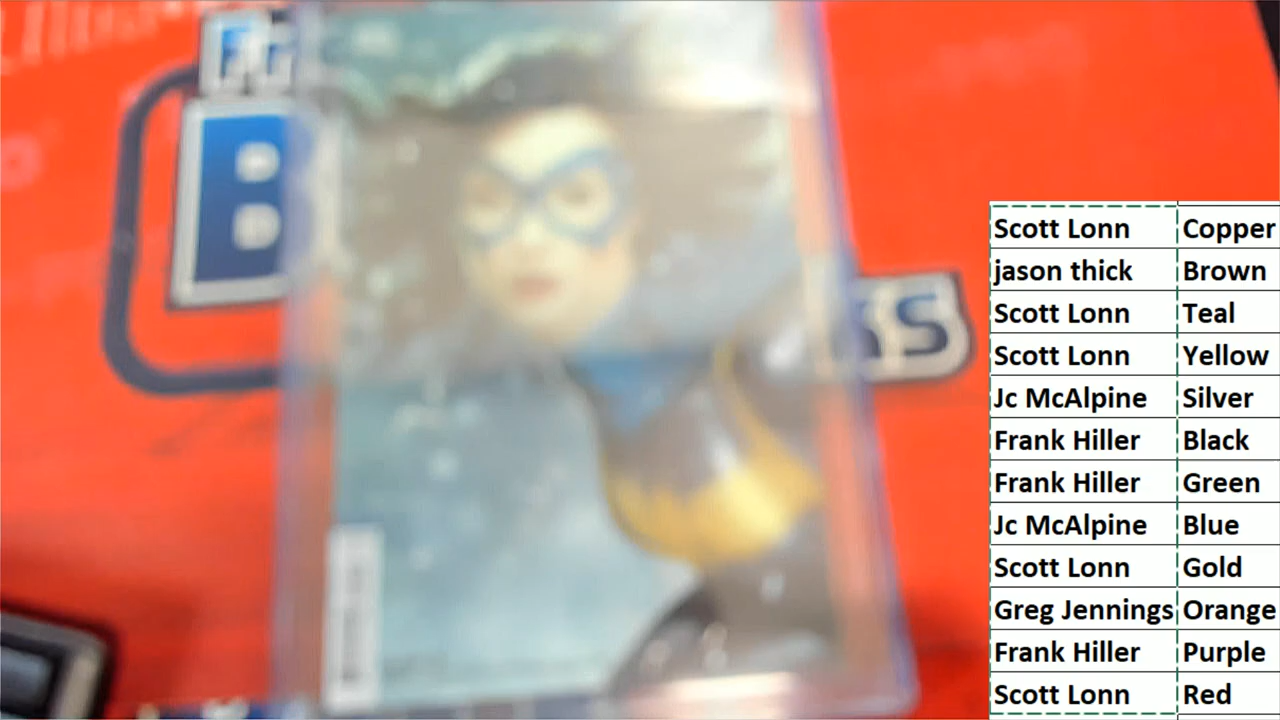 B
SS
Scott Lonn Copper
jason thick Brown
Scott Lonn Teal
Scott Lonn Yellow
Jc McAlpine Silver
Frank Hiller Black
Frank Hiller Green
Jc McAlpine Blue
Scott Lonn Gold
Greg Jennings Orange
Frank Hiller Purple
Scott Lonn Red